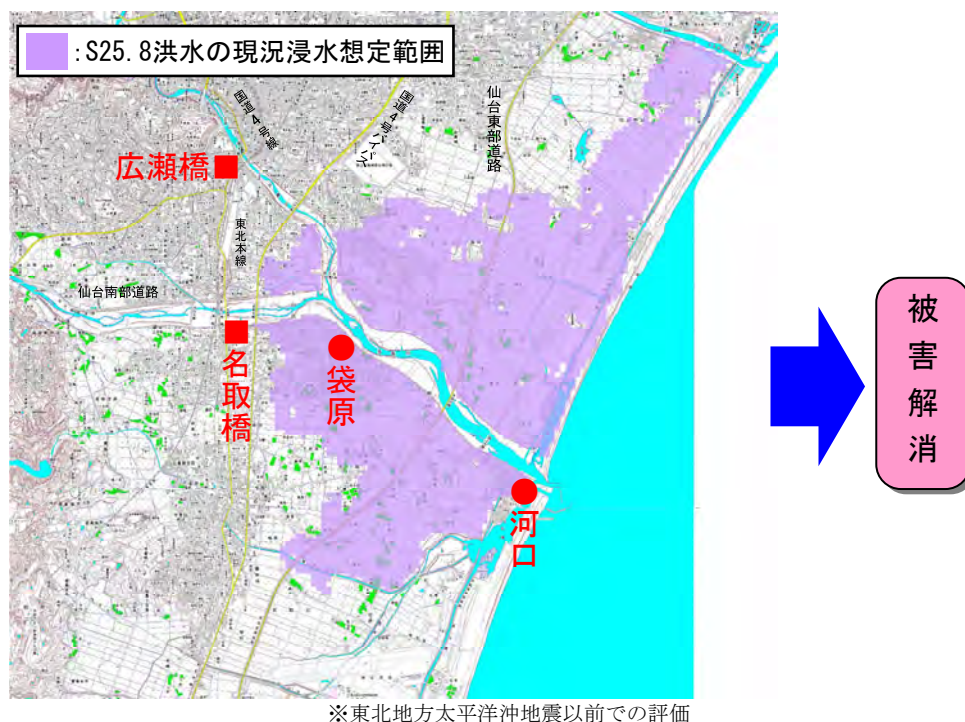 ：S25.8洪水の現況浸水想定範囲
国道4号線
国道4号バイパス
仙台東部道路
広瀬橋
東北本線
仙台南部道路
名取橋
袋原
河口
被害解消
※東北地方太平洋沖地震以前での評価